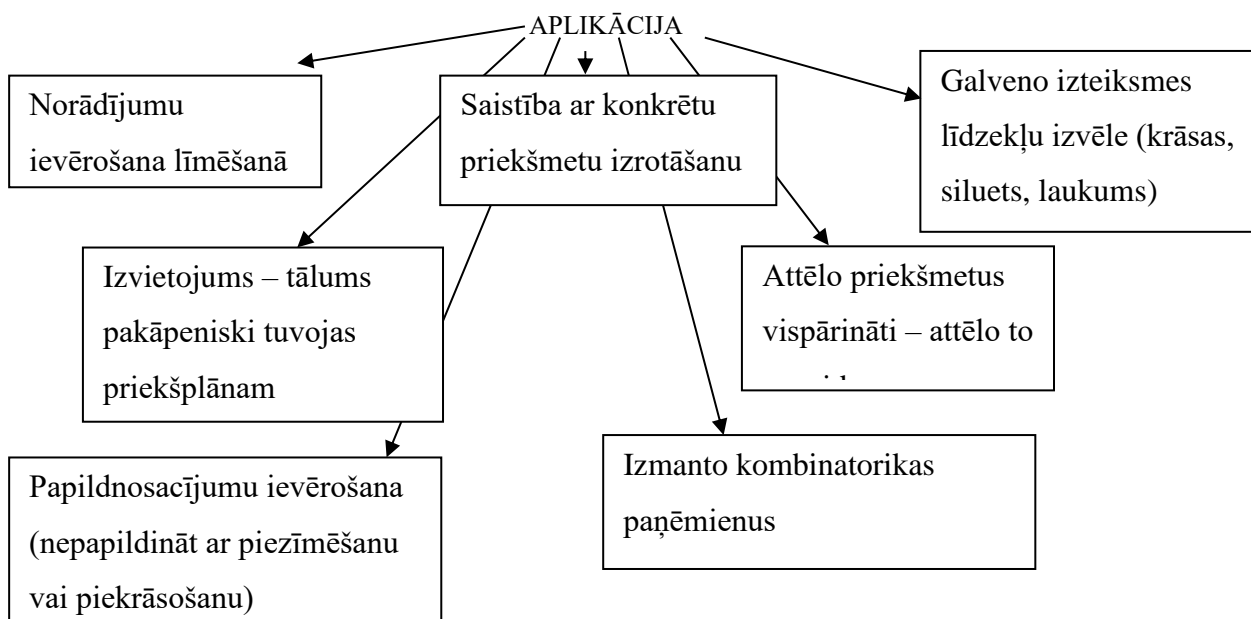 APLIKĀCIJA
Norādījumu
ievērošana līmēšanā
Saistība ar konkrētu
priekšmetu izrotāšanu
Galveno izteiksmes
līdzekļu izvēle (krāsas,
siluets, laukums)
Izvietojums – tālums
pakāpeniski tuvojas
priekšplānam
Attēlo priekšmetus
vispārināti – attēlo to
Papildnosacījumu ievērošana
(nepapildināt ar piezīmēšanu
vai piekrāsošanu)
Izmanto kombinatorikas
paņēmienus